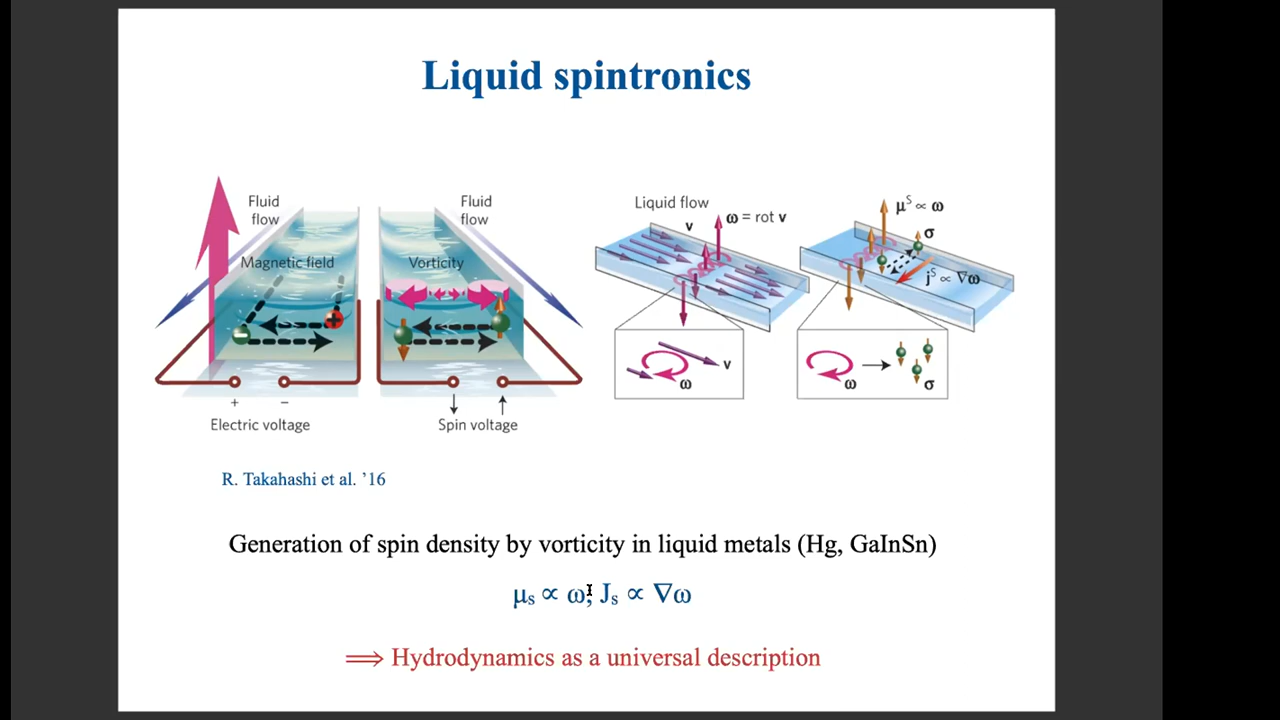 Liquid spintronics
Fluid
flow
Magnetic field
+
−
+
−
Electric voltage
Fluid
flow
Vorticity
Spin voltage
Liquid flow
v
ω = rot v
v
ω
μˢ ∝ ω
σ
jˢ ∝ ∇ω
ω
σ
R. Takahashi et al. ’16
Generation of spin density by vorticity in liquid metals (Hg, GaInSn)
μₛ ∝ ω; Jₛ ∝ ∇ω
⟹ Hydrodynamics as a universal description